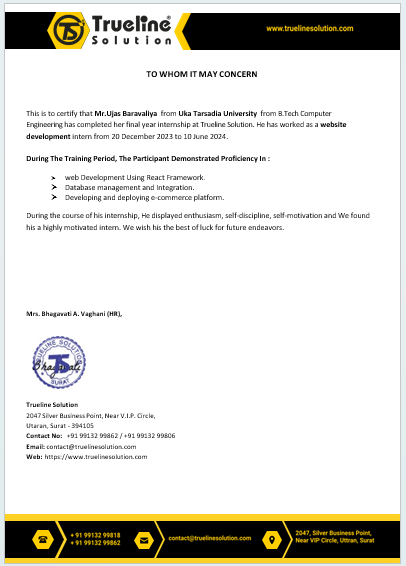 Trueline
Solution
www.truelinesolution.com
TO WHOM IT MAY CONCERN
This is to certify that Mr.Ujas Baravaliya from Uka Tarsadia University from B.Tech Computer
Engineering has completed her final year internship at Trueline Solution. He has worked as a website
development intern from 20 December 2023 to 10 June 2024.
During The Training Period, The Participant Demonstrated Proficiency In :
➤ web Development Using React Framework.
➤ Database management and Integration.
➤ Developing and deploying e-commerce platform.
During the course of his internship, He displayed enthusiasm, self-discipline, self-motivation and We found
his a highly motivated intern. We wish his the best of luck for future endeavors.
Mrs. Bhagavati A. Vaghani (HR),
TRUELINE SOLUTION
TS
Bhagavati
SURAT
Trueline Solution
2047 Silver Business Point, Near V.I.P. Circle,
Utaran, Surat - 394105
Contact No: +91 99132 99862 / +91 99132 99806
Email: contact@truelinesolution.com
Web: https://www.truelinesolution.com
+ 91 99132 99818
+ 91 99132 99862
contact@truelinesolution.com
2047, Silver Business Point,
Near VIP Circle, Uttran, Surat